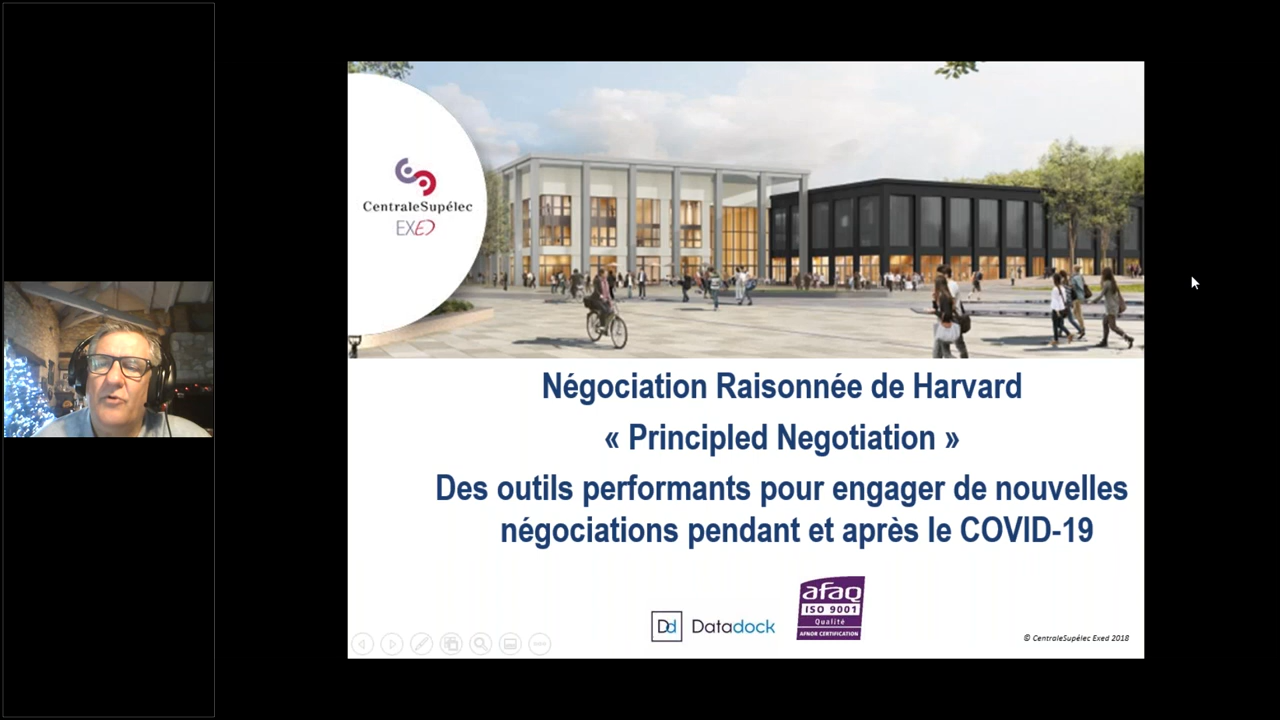 CentraleSupélec
EXED
Négociation Raisonnée de Harvard
« Principled Negotiation »
Des outils performants pour engager de nouvelles
négociations pendant et après le COVID-19
Dd Datadock
afaq
ISO 9001
Qualité
AFNOR CERTIFICATION
© CentraleSupélec Exed 2018